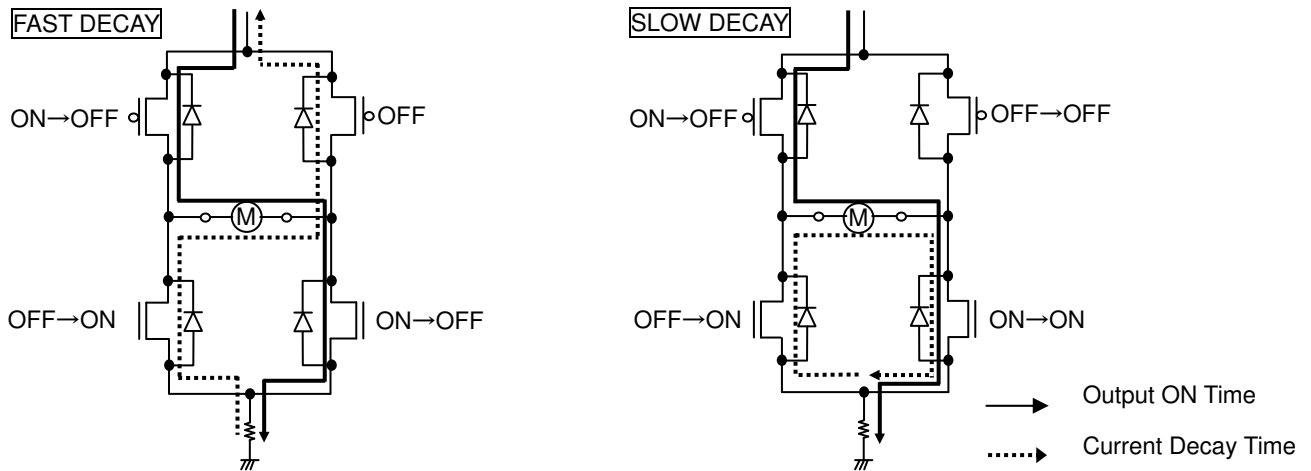 FAST DECAY
ON→OFF
OFF
M
OFF→ON
ON→OFF
SLOW DECAY
ON→OFF
OFF→OFF
M
OFF→ON
ON→ON
Output ON Time
Current Decay Time